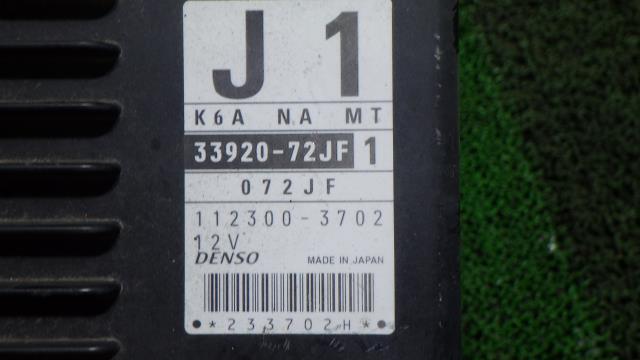 J 1
K6A NA MT
33920-72JF 1
072JF
112300-3702
12V
DENSO MADE IN JAPAN
*233702H*